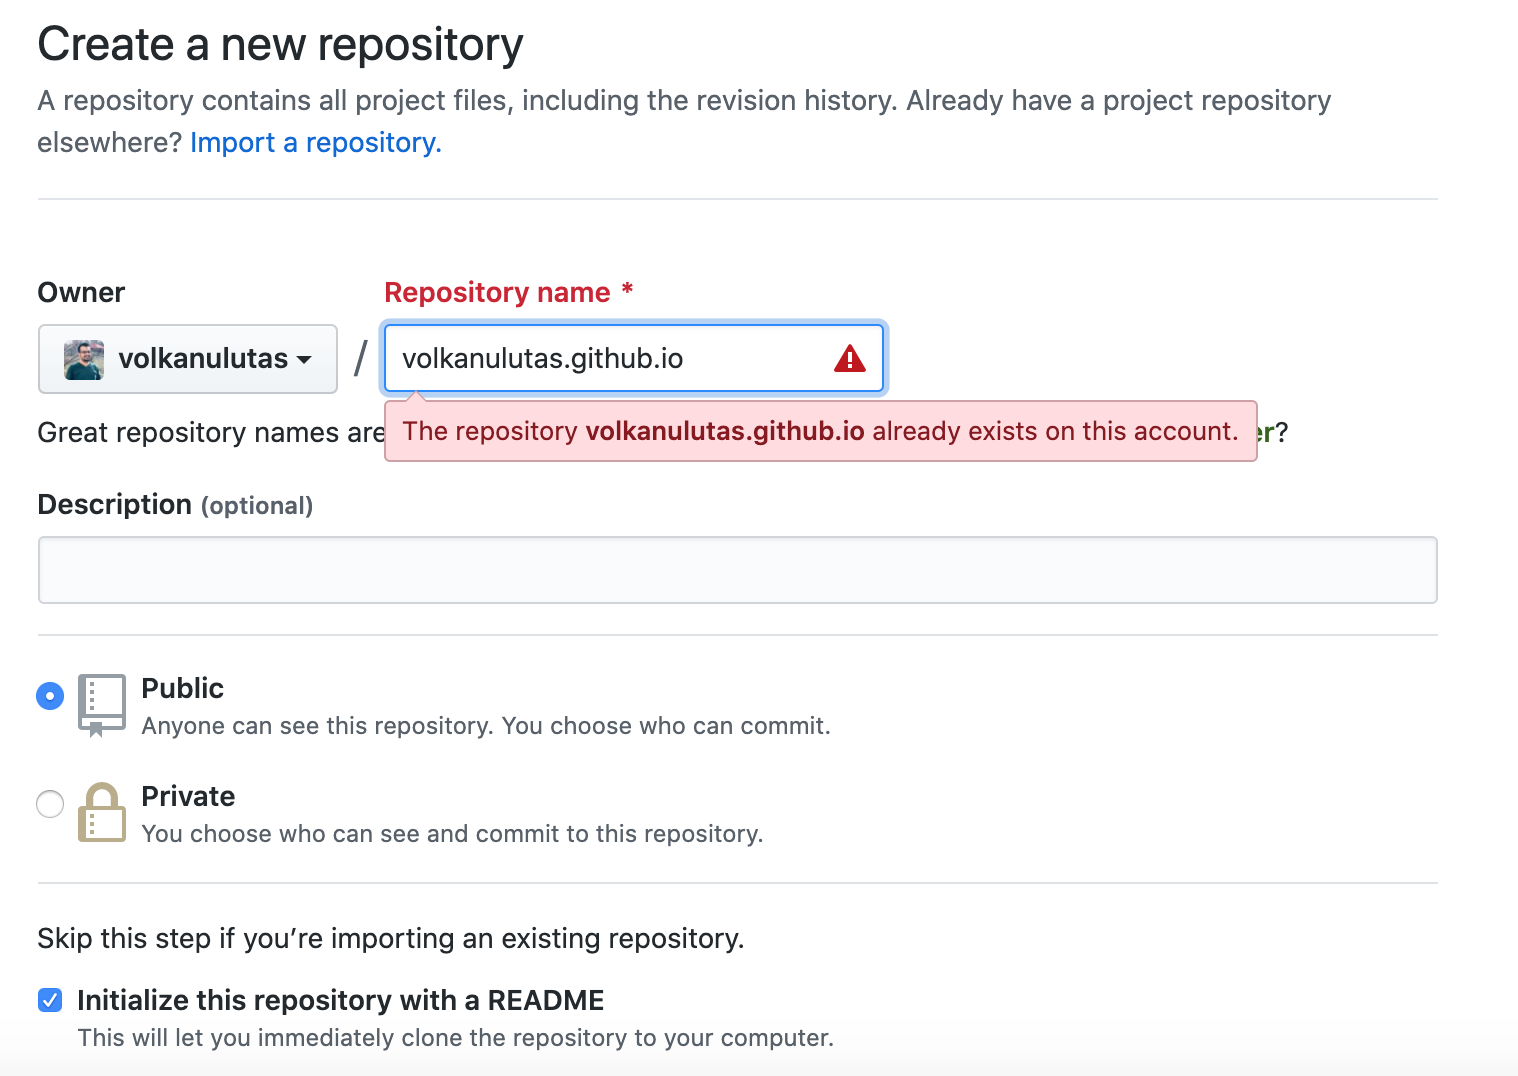 Create a new repository
A repository contains all project files, including the revision history. Already have a project repository
elsewhere? Import a repository.
Owner
Repository name *
volkanulutas
/
volkanulutas.github.io
Great repository names are
The repository volkanulutas.github.io already exists on this account.
?
Description (optional)
Public
Anyone can see this repository. You choose who can commit.
Private
You choose who can see and commit to this repository.
Skip this step if you’re importing an existing repository.
Initialize this repository with a README
This will let you immediately clone the repository to your computer.